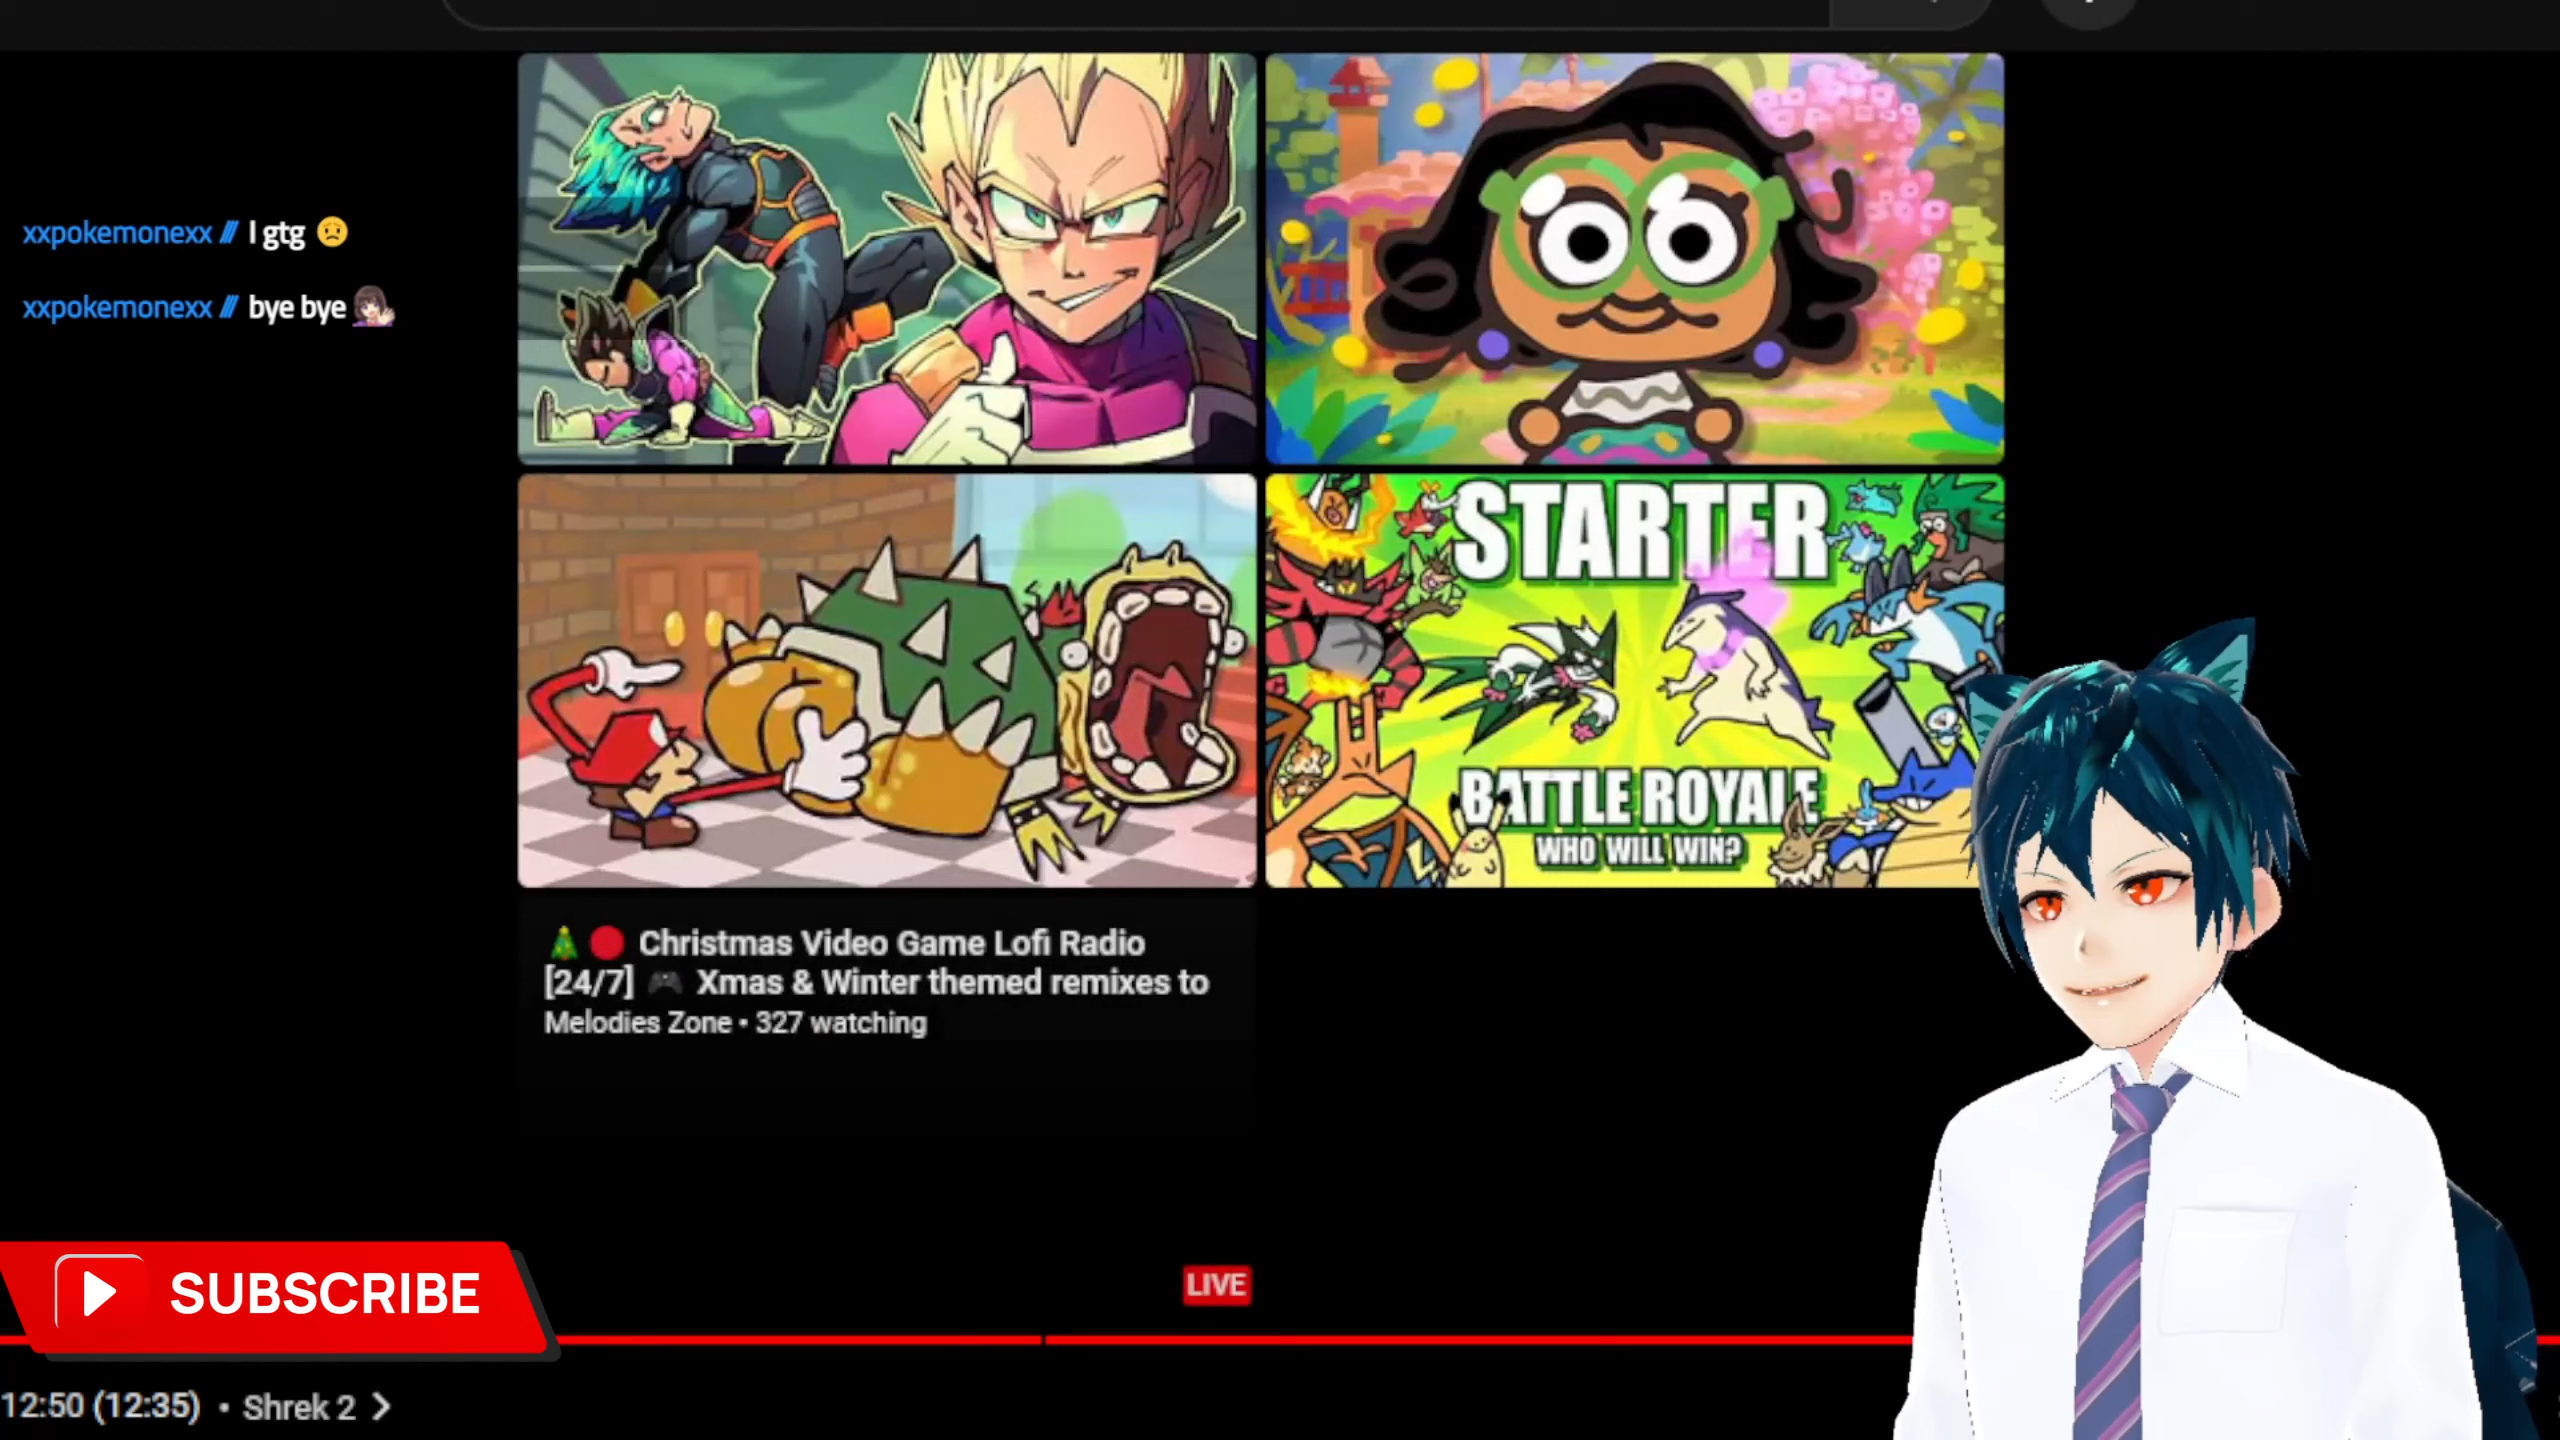 xxpokemonexx /// I gtg 😟
xxpokemonexx /// bye bye
STARTER
BATTLE ROYALE
WHO WILL WIN?
🎄🔴 Christmas Video Game Lofi Radio
[24/7] 🎮 Xmas & Winter themed remixes to
Melodies Zone • 327 watching
LIVE
SUBSCRIBE
12:50 (12:35) • Shrek 2 >